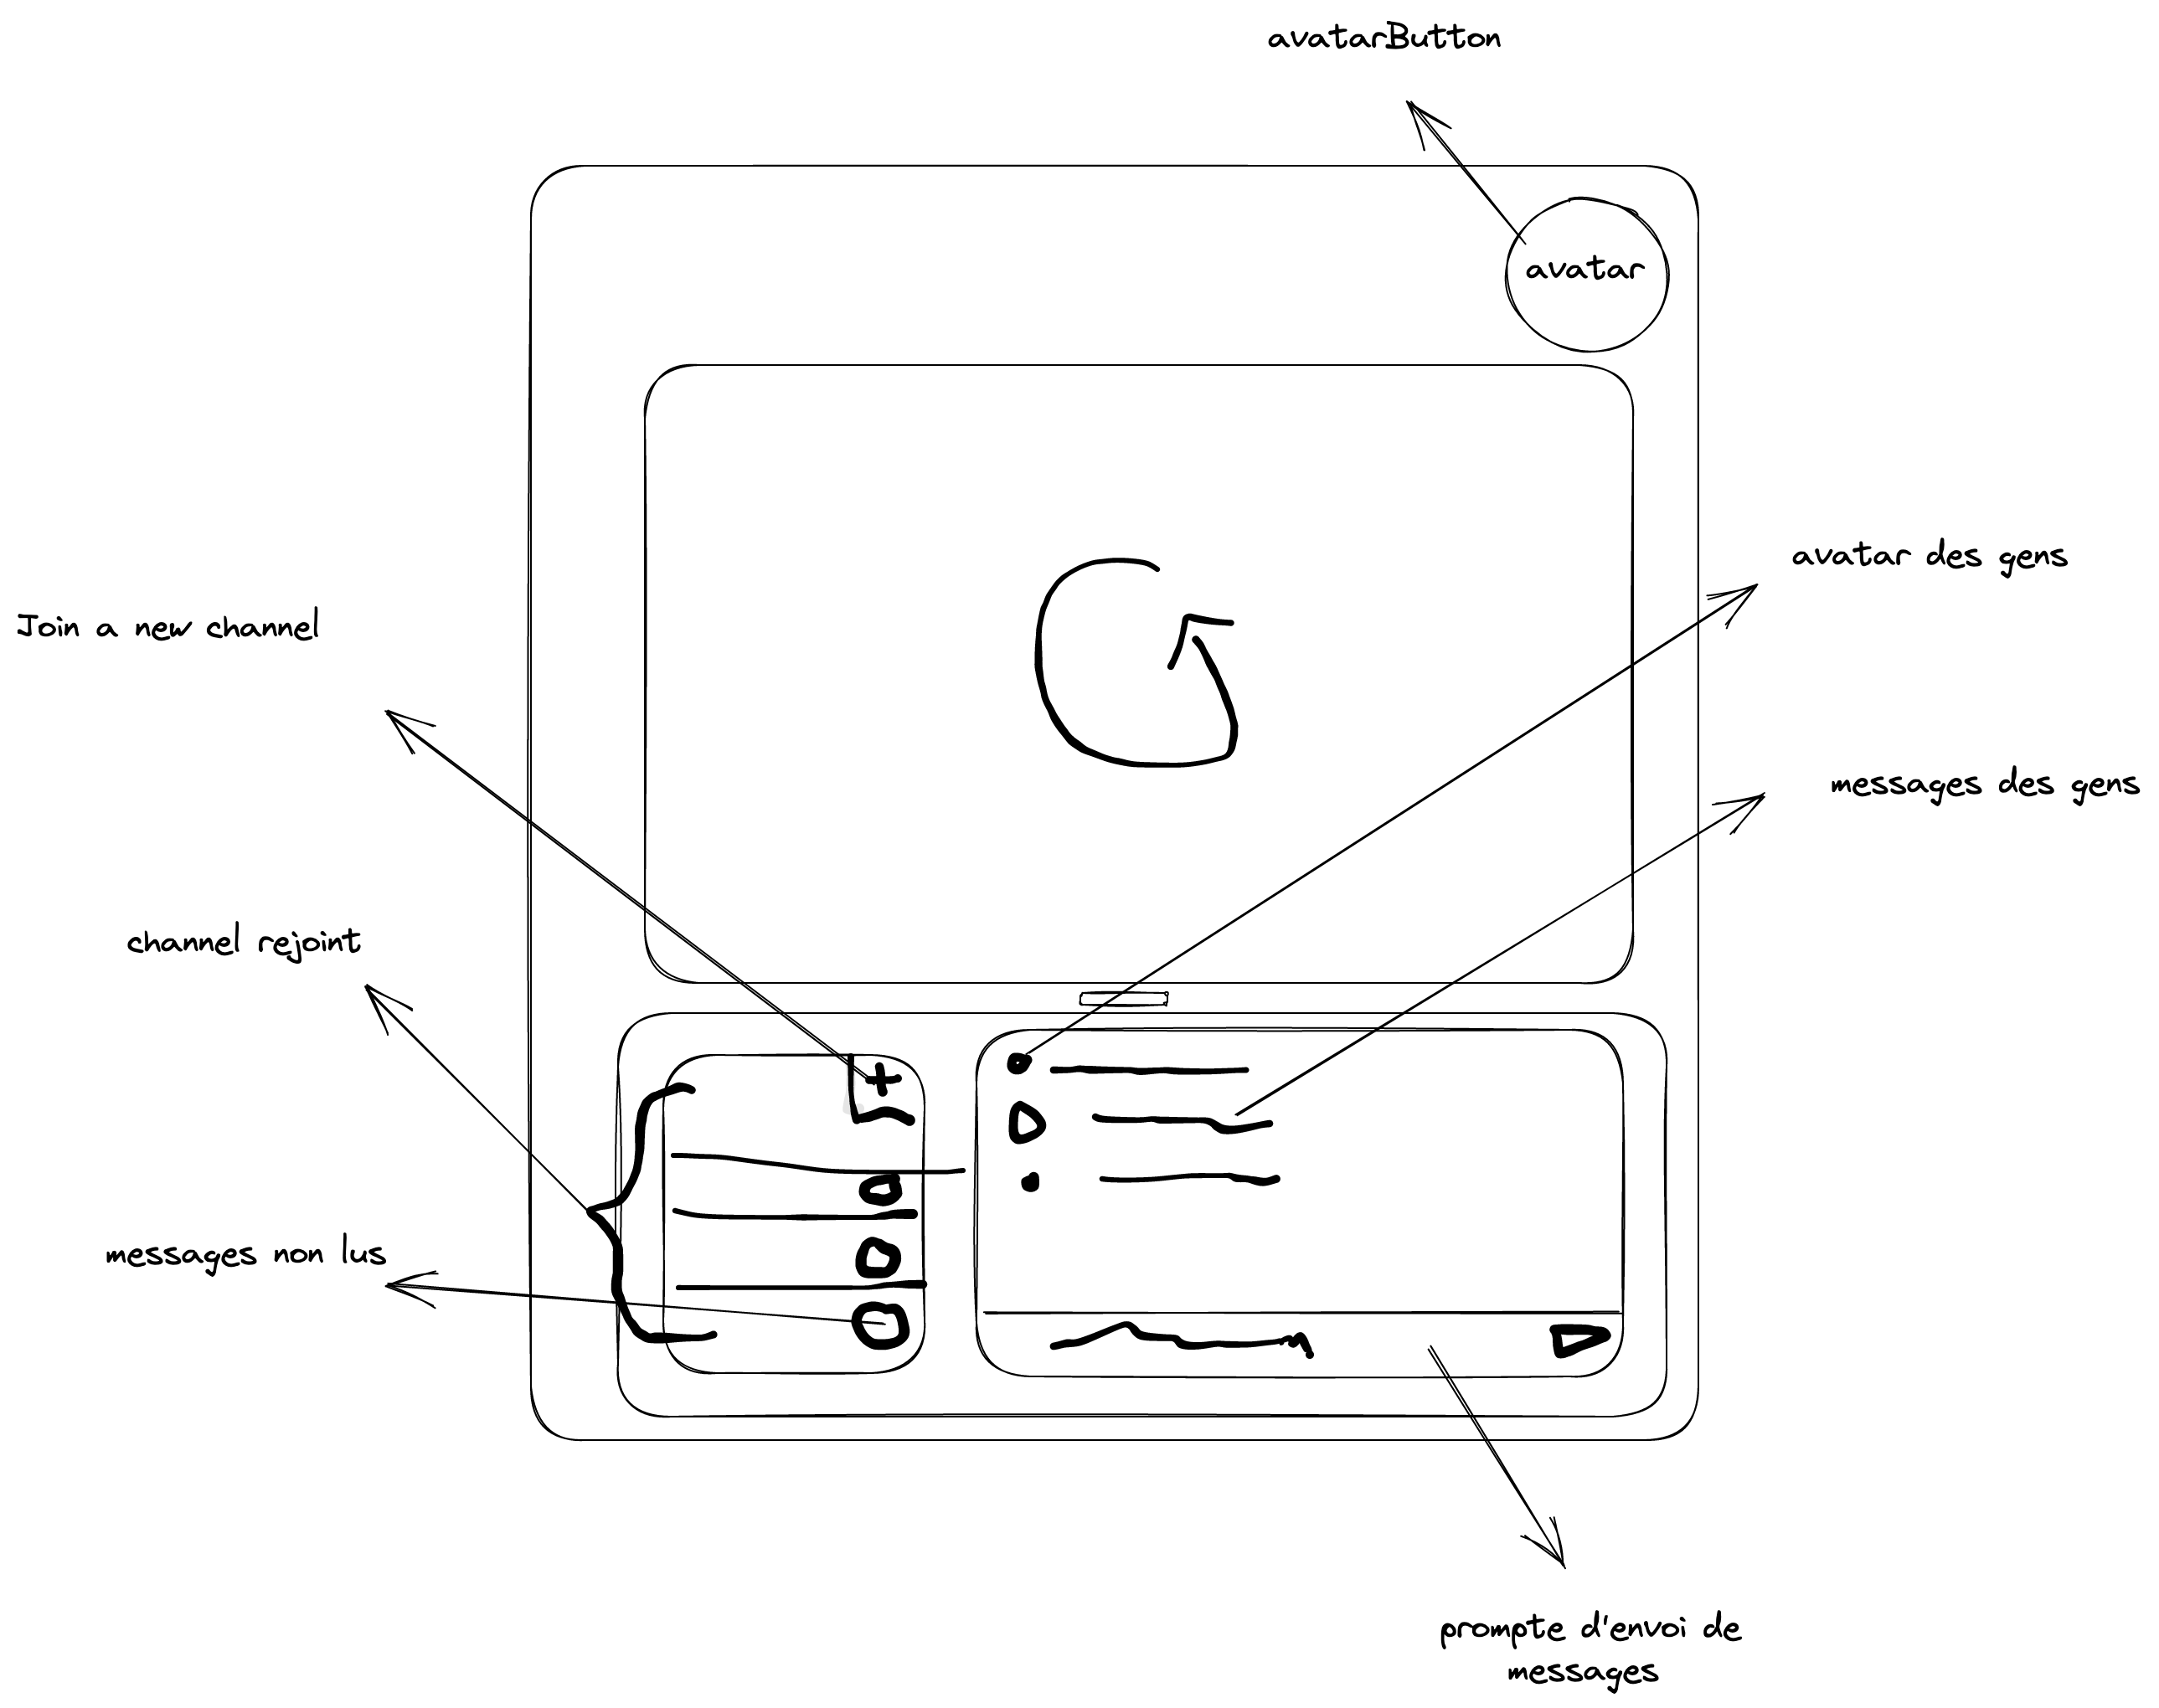 avatarButton
avatar
avatar des gens
Join a new channel
G
messages des gens
channel rejoint
messages non lus
prompte d'envoi de
messages